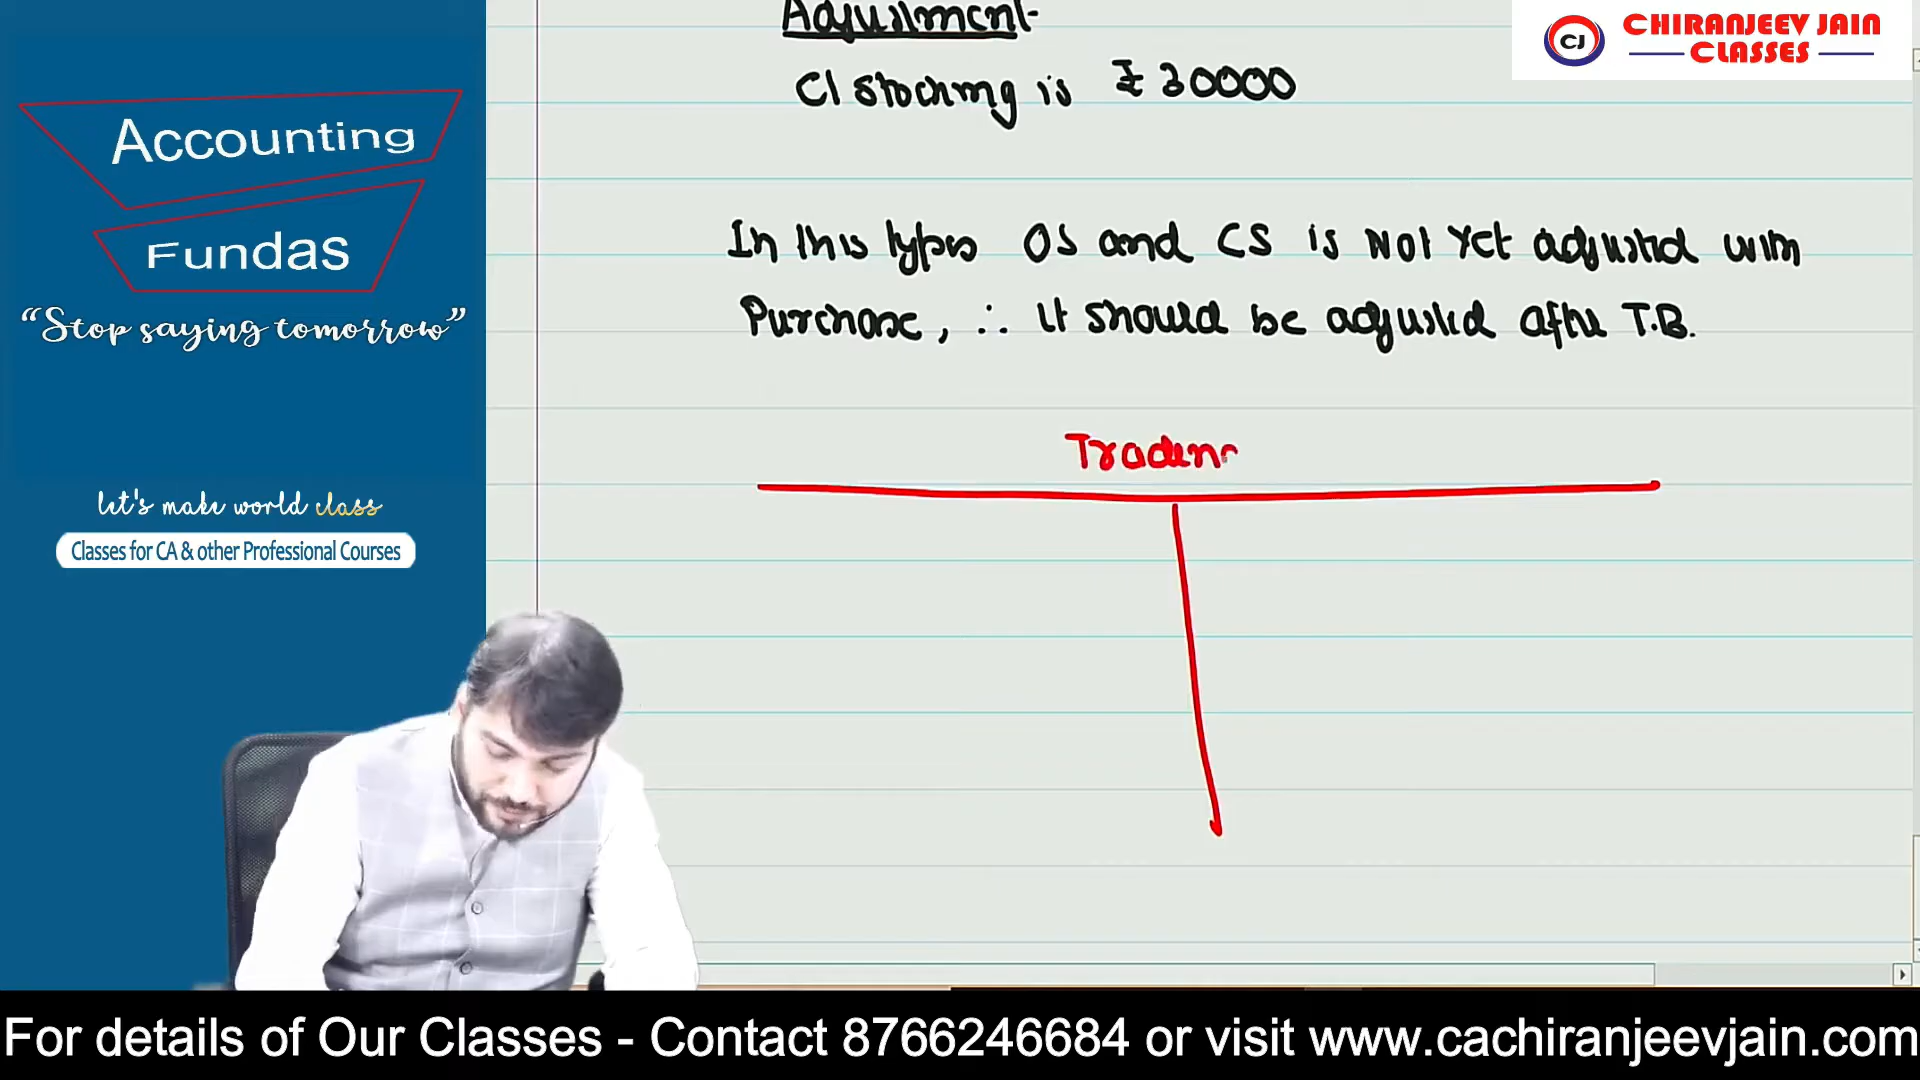 Adjustment
CHIRANJEEV JAIN
CLASSES
CJ
Cl stocking is ₹ 30000
Accounting
Fundas
"Stop saying tomorrow"
In this types OS and CS is Not Yet adjusted with
Purchase, ∴ It should be adjusted after T.B.
Trading
let's make world class
Classes for CA & other Professional Courses
For details of Our Classes - Contact 8766246684 or visit www.cachiranjeevjain.com